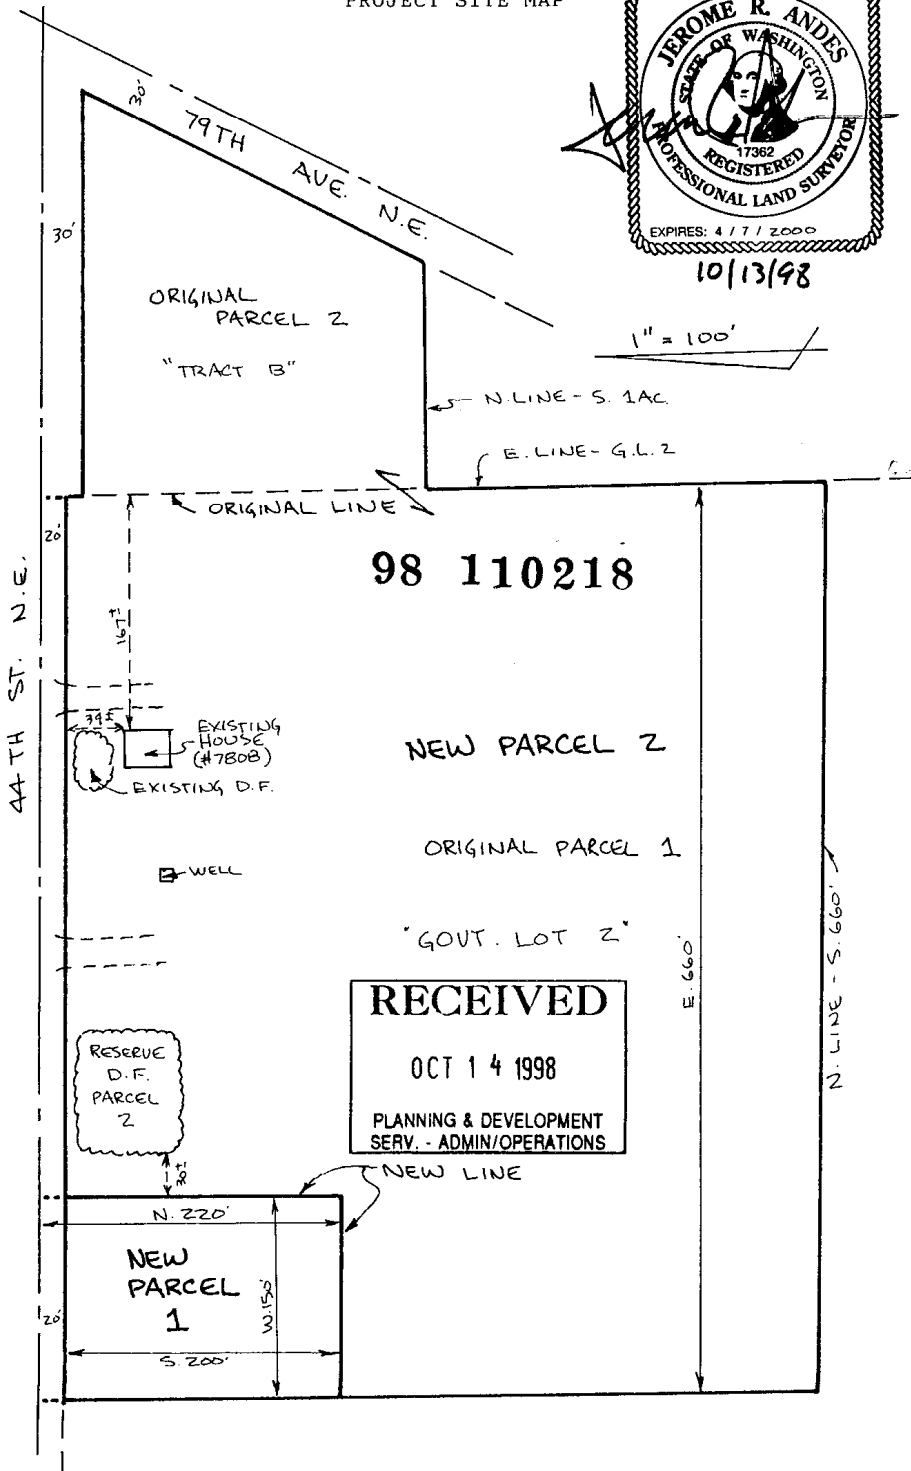 PROJECT SITE MAP
JEROME R. ANDES
STATE OF WASHINGTON
17362
REGISTERED
PROFESSIONAL LAND SURVEYOR
EXPIRES: 4/7/2000
10/13/98
30'
79TH AVE. N.E.
30'
ORIGINAL
PARCEL 2
"TRACT B"
1" = 100'
N. LINE - S. 1AC.
E. LINE - G.L. 2
ORIGINAL LINE
20'
98 110218
44TH ST. N.E.
167'±
39'±
EXISTING
HOUSE
(#7808)
EXISTING D.F.
NEW PARCEL 2
ORIGINAL PARCEL 1
WELL
"GOVT. LOT 2"
E. 660'
N. LINE - S. 660'
RECEIVED
OCT 14 1998
PLANNING & DEVELOPMENT
SERV. - ADMIN/OPERATIONS
RESERVE
D.F.
PARCEL
2
30'±
NEW LINE
N. 220'
NEW
PARCEL
1
W. 150'
20'
S. 200'